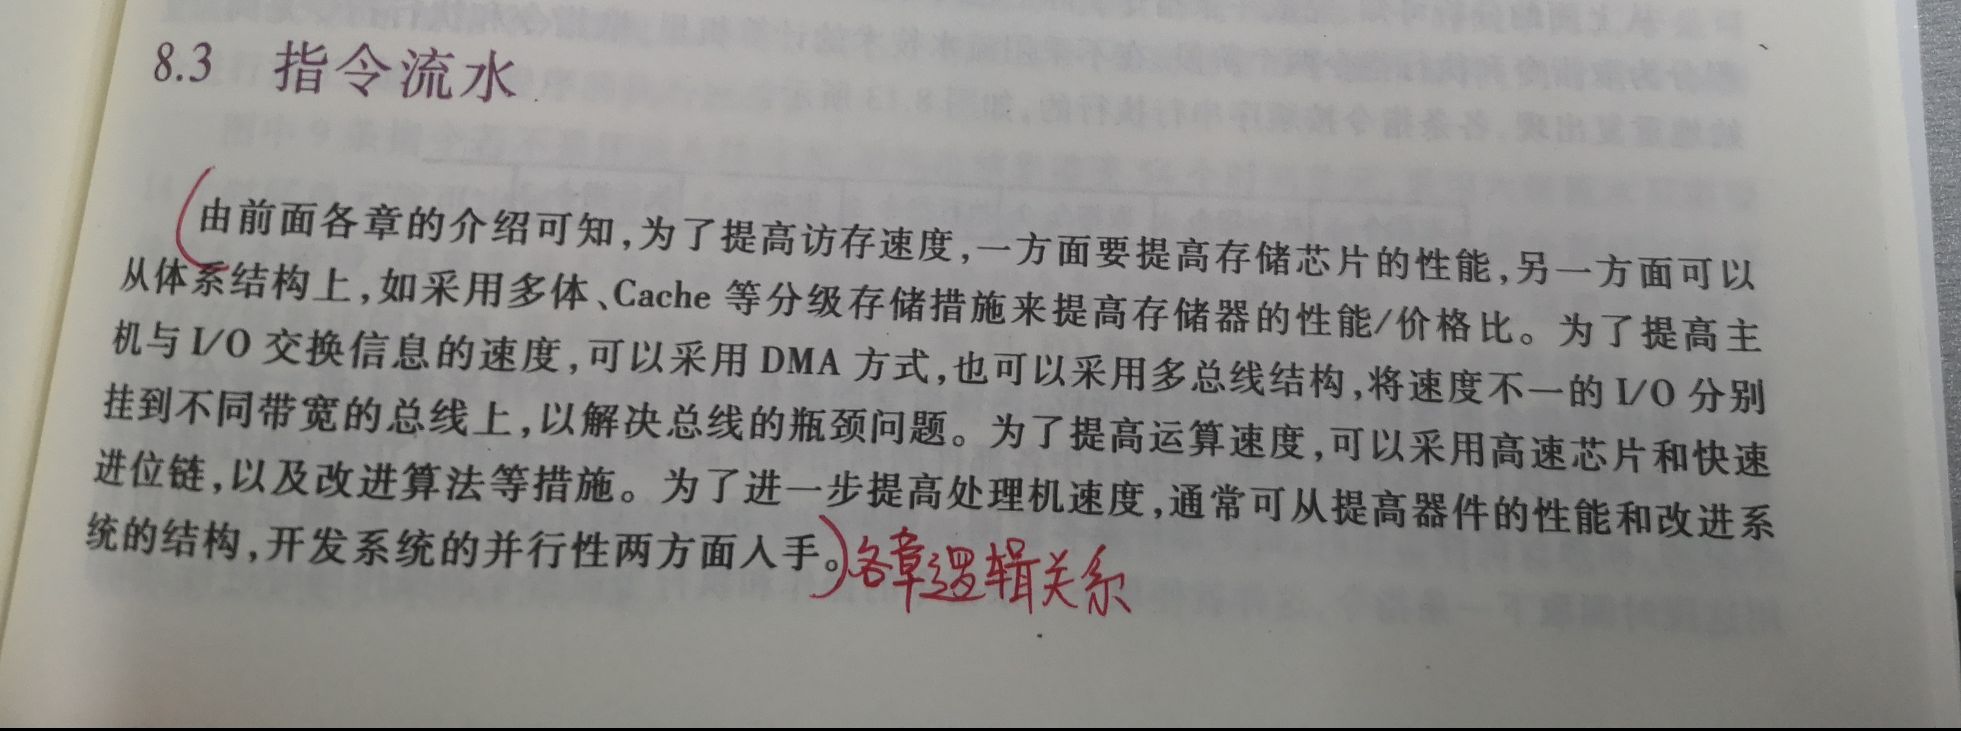 8.3 指令流水
由前面各章的介绍可知,为了提高访存速度,一方面要提高存储芯片的性能,另一方面可以
从体系结构上,如采用多体、Cache 等分级存储措施来提高存储器的性能/价格比。为了提高主
机与 I/O 交换信息的速度,可以采用 DMA 方式,也可以采用多总线结构,将速度不一的 I/O 分别
挂到不同带宽的总线上,以解决总线的瓶颈问题。为了提高运算速度,可以采用高速芯片和快速
进位链,以及改进算法等措施。为了进一步提高处理机速度,通常可从提高器件的性能和改进系
统的结构,开发系统的并行性两方面入手。
各章逻辑关系